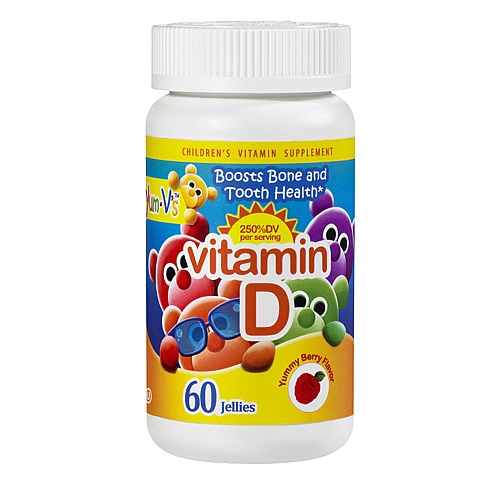 CHILDREN'S VITAMIN SUPPLEMENT
Yum•V's™
Boosts Bone and
Tooth Health*
250%DV
per serving
vitamin
D
Yummy Berry Flavor
60 Jellies